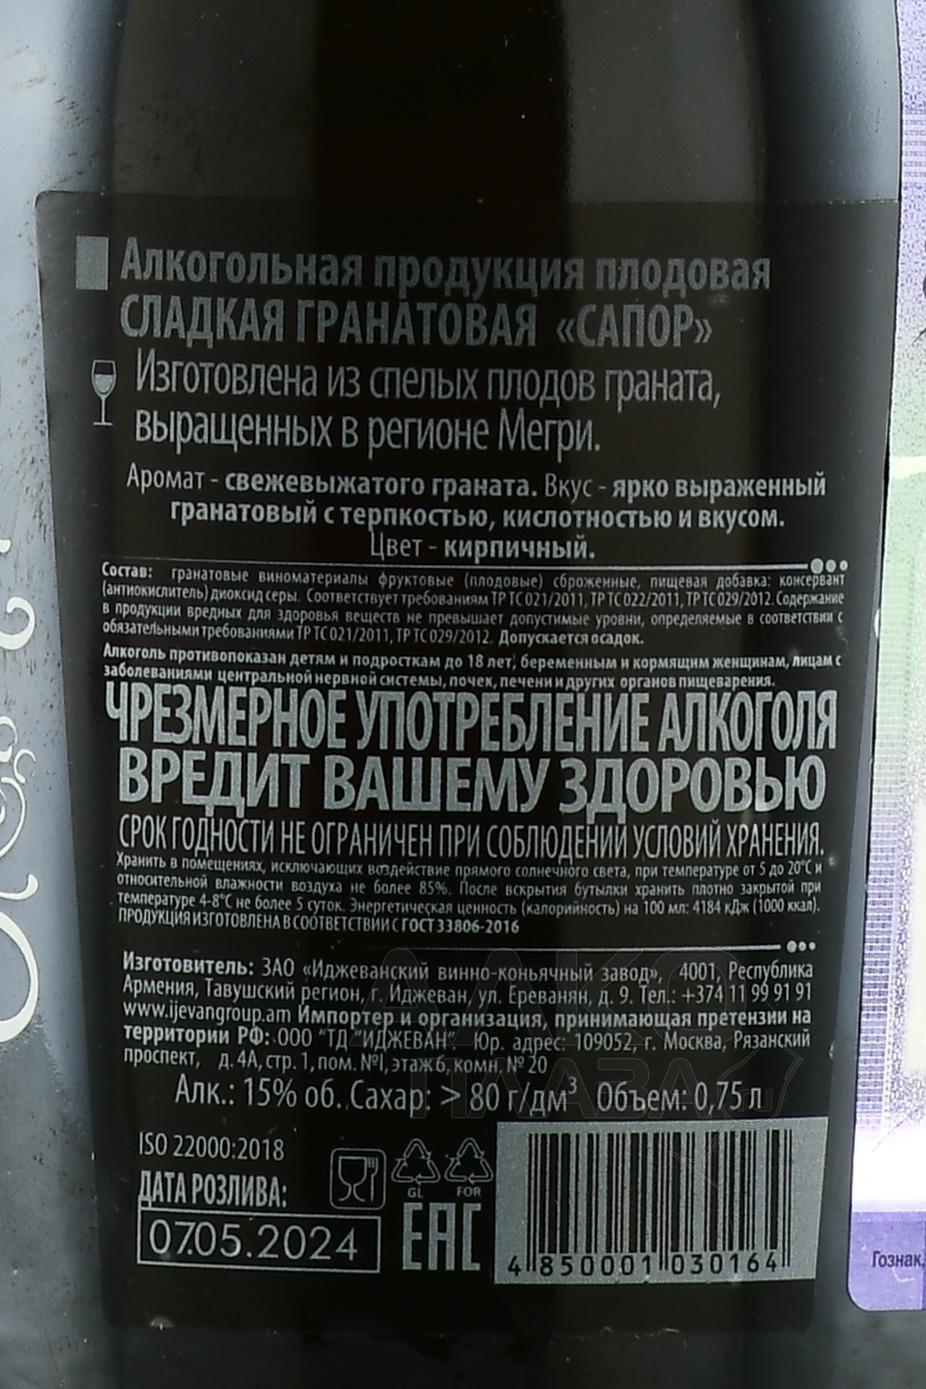 Алкогольная продукция плодовая
СЛАДКАЯ ГРАНАТОВАЯ «САПОР»
Изготовлена из спелых плодов граната,
выращенных в регионе Мегри.
Аромат - свежевыжатого граната. Вкус - ярко выраженный
гранатовый с терпкостью, кислотностью и вкусом.
Цвет - кирпичный.
Состав: гранатовые виноматериалы фруктовые (плодовые) сброженные, пищевая добавка: консервант
(антиокислитель) диоксид серы. Соответствует требованиям ТР ТС 021/2011, ТР ТС 022/2011, ТР ТС 029/2012. Содержание
в продукции вредных для здоровья веществ не превышает допустимые уровни, определяемые в соответствии с
обязательными требованиями ТР ТС 021/2011, ТР ТС 029/2012. Допускается осадок.
Алкоголь противопоказан детям и подросткам до 18 лет, беременным и кормящим женщинам, лицам с
заболеваниями центральной нервной системы, почек, печени и других органов пищеварения.
ЧРЕЗМЕРНОЕ УПОТРЕБЛЕНИЕ АЛКОГОЛЯ
ВРЕДИТ ВАШЕМУ ЗДОРОВЬЮ
СРОК ГОДНОСТИ НЕ ОГРАНИЧЕН ПРИ СОБЛЮДЕНИИ УСЛОВИЙ ХРАНЕНИЯ.
Хранить в помещениях, исключающих воздействие прямого солнечного света, при температуре от 5 до 20°С и
относительной влажности воздуха не более 85%. После вскрытия бутылки хранить плотно закрытой при
температуре 4-8°С не более 5 суток. Энергетическая ценность (калорийность) на 100 мл: 4184 кДж (1000 ккал).
ПРОДУКЦИЯ ИЗГОТОВЛЕНА В СООТВЕТСТВИИ С ГОСТ 33806-2016
Изготовитель: ЗАО «Иджеванский винно-коньячный завод», 4001, Республика
Армения, Тавушский регион, г. Иджеван, ул. Ереванян, д. 9. Тел.: +374 11 99 91 91
www.ijevangroup.am Импортер и организация, принимающая претензии на
территории РФ: ООО "ТД "ИДЖЕВАН". Юр. адрес: 109052, г. Москва, Рязанский
проспект, д. 4А, стр. 1, пом. №I, этаж 6, комн. № 20
Алк.: 15% об. Сахар: > 80 г/дм³ Объем: 0,75 л
ISO 22000:2018
ДАТА РОЗЛИВА:
07.05.2024
GL FOR
EAC
4 850001 030164
Гознак,
АЛКО
ПЛАЗА
.ru